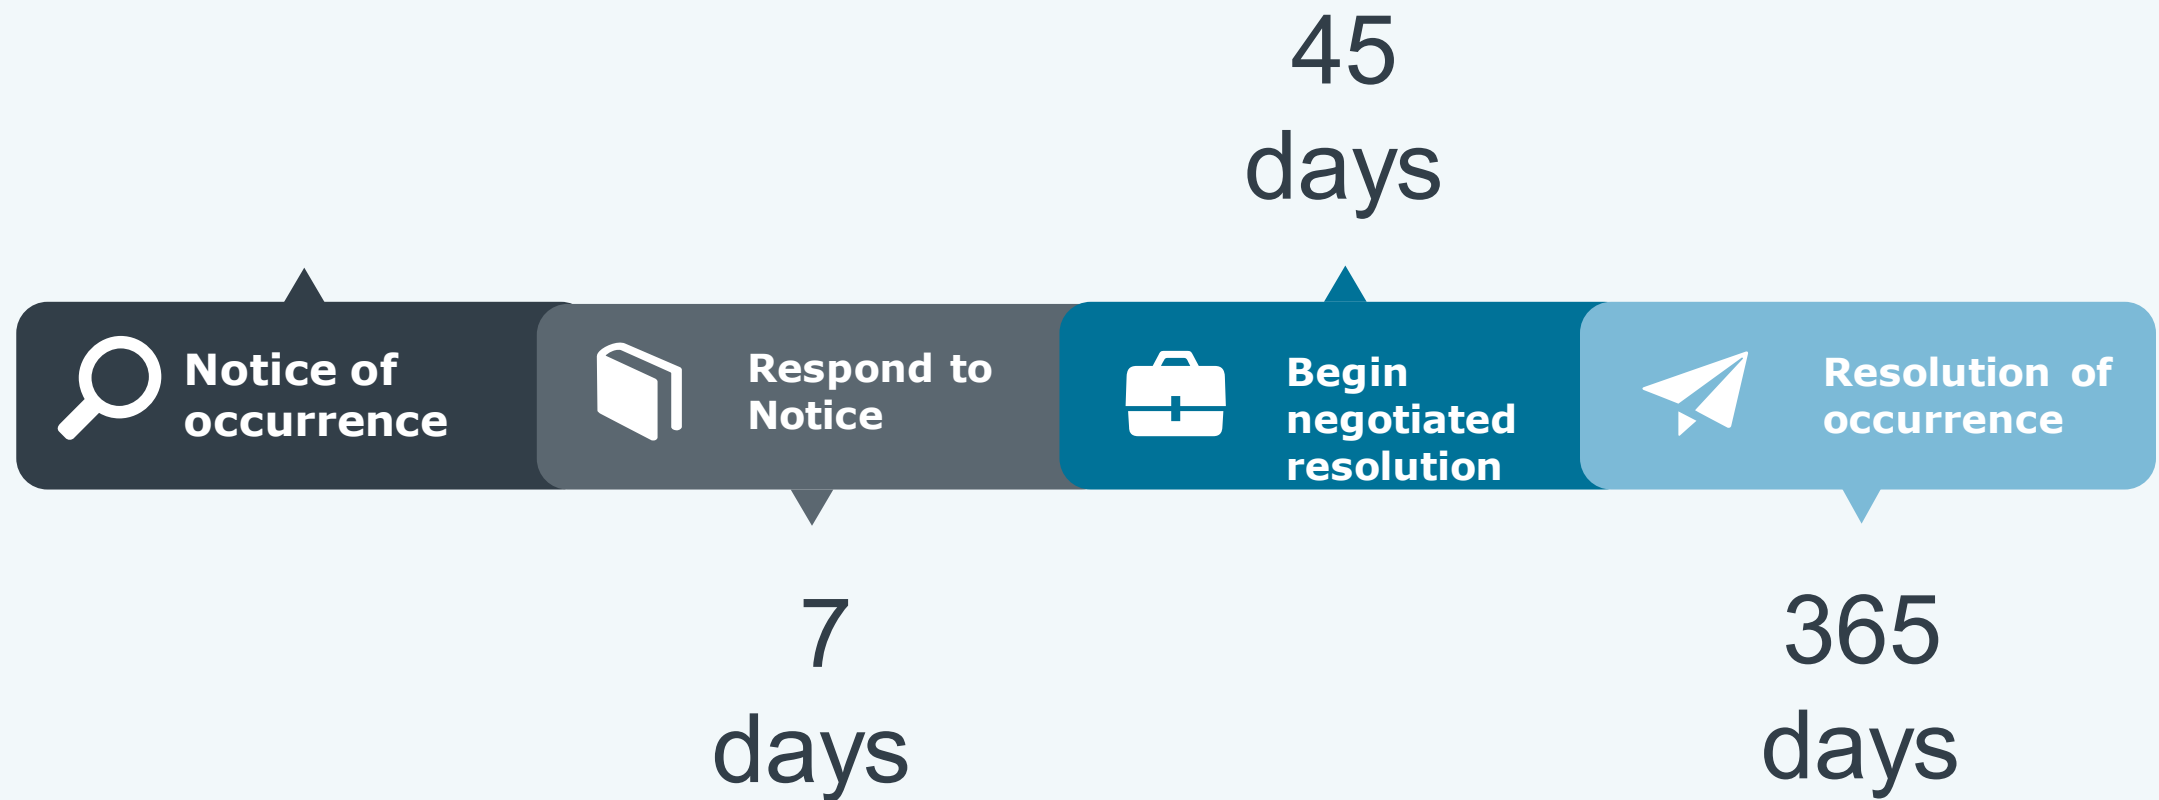 45
days
Notice of
occurrence
Respond to
Notice
Begin
negotiated
resolution
Resolution of
occurrence
7
days
365
days